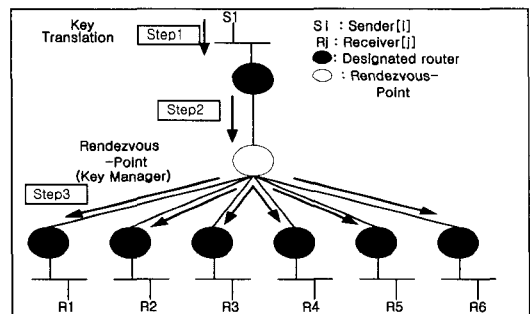 Key
Translation
Step1
S1
Si : Sender[i]
Rj : Receiver[j]
: Designated router
: Rendezvous-
Point
Step2
Rendezvous
-Point
(Key Manager)
Step3
R1 R2 R3 R4 R5 R6